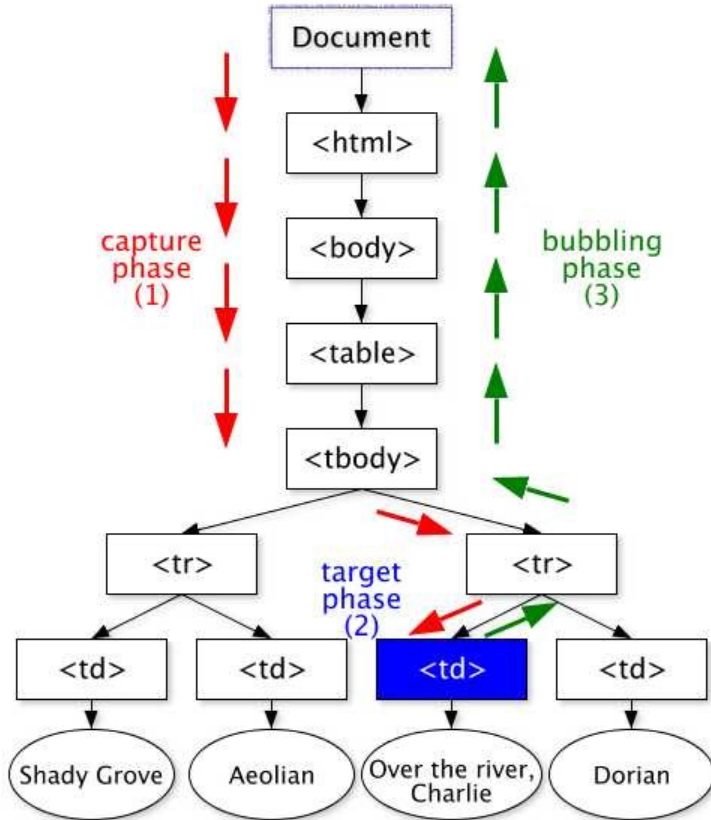 Document
<html>
capture
phase
(1)
<body>
bubbling
phase
(3)
<table>
<tbody>
<tr>
target
phase
(2)
<tr>
<td>
<td>
<td>
<td>
Shady Grove
Aeolian
Over the river,
Charlie
Dorian